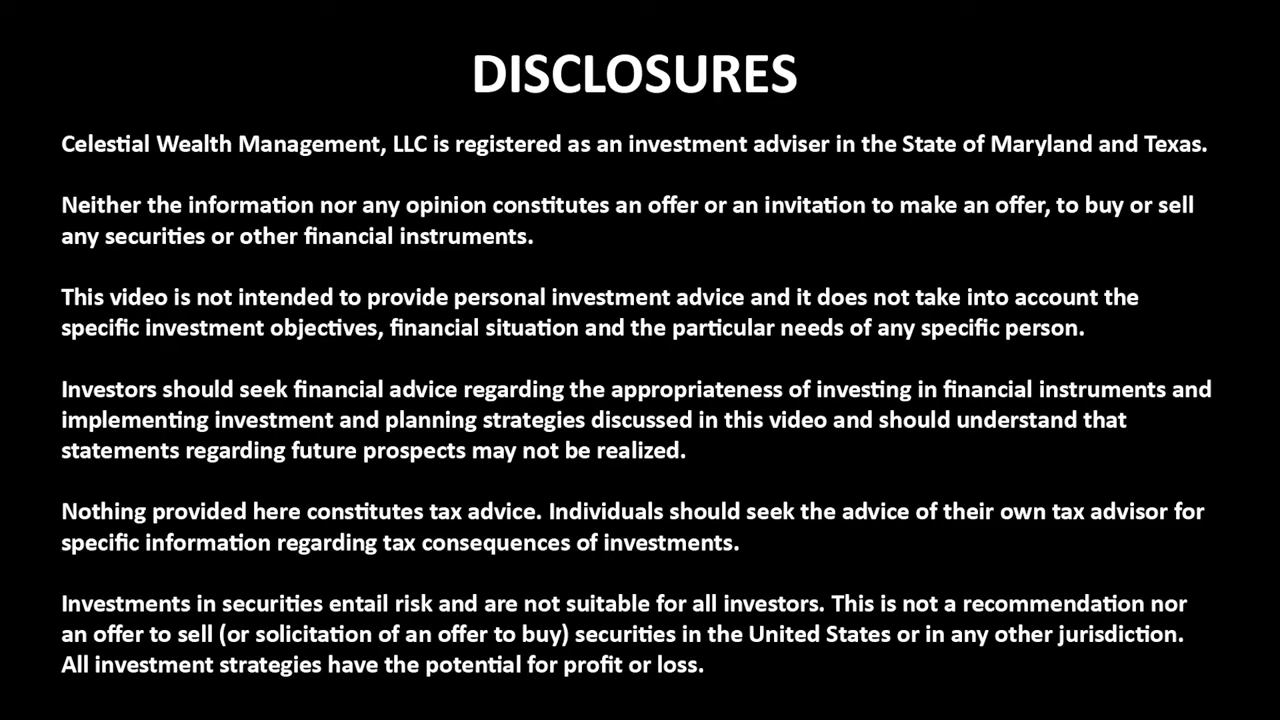 DISCLOSURES
Celestial Wealth Management, LLC is registered as an investment adviser in the State of Maryland and Texas.
Neither the information nor any opinion constitutes an offer or an invitation to make an offer, to buy or sell
any securities or other financial instruments.
This video is not intended to provide personal investment advice and it does not take into account the
specific investment objectives, financial situation and the particular needs of any specific person.
Investors should seek financial advice regarding the appropriateness of investing in financial instruments and
implementing investment and planning strategies discussed in this video and should understand that
statements regarding future prospects may not be realized.
Nothing provided here constitutes tax advice. Individuals should seek the advice of their own tax advisor for
specific information regarding tax consequences of investments.
Investments in securities entail risk and are not suitable for all investors. This is not a recommendation nor
an offer to sell (or solicitation of an offer to buy) securities in the United States or in any other jurisdiction.
All investment strategies have the potential for profit or loss.